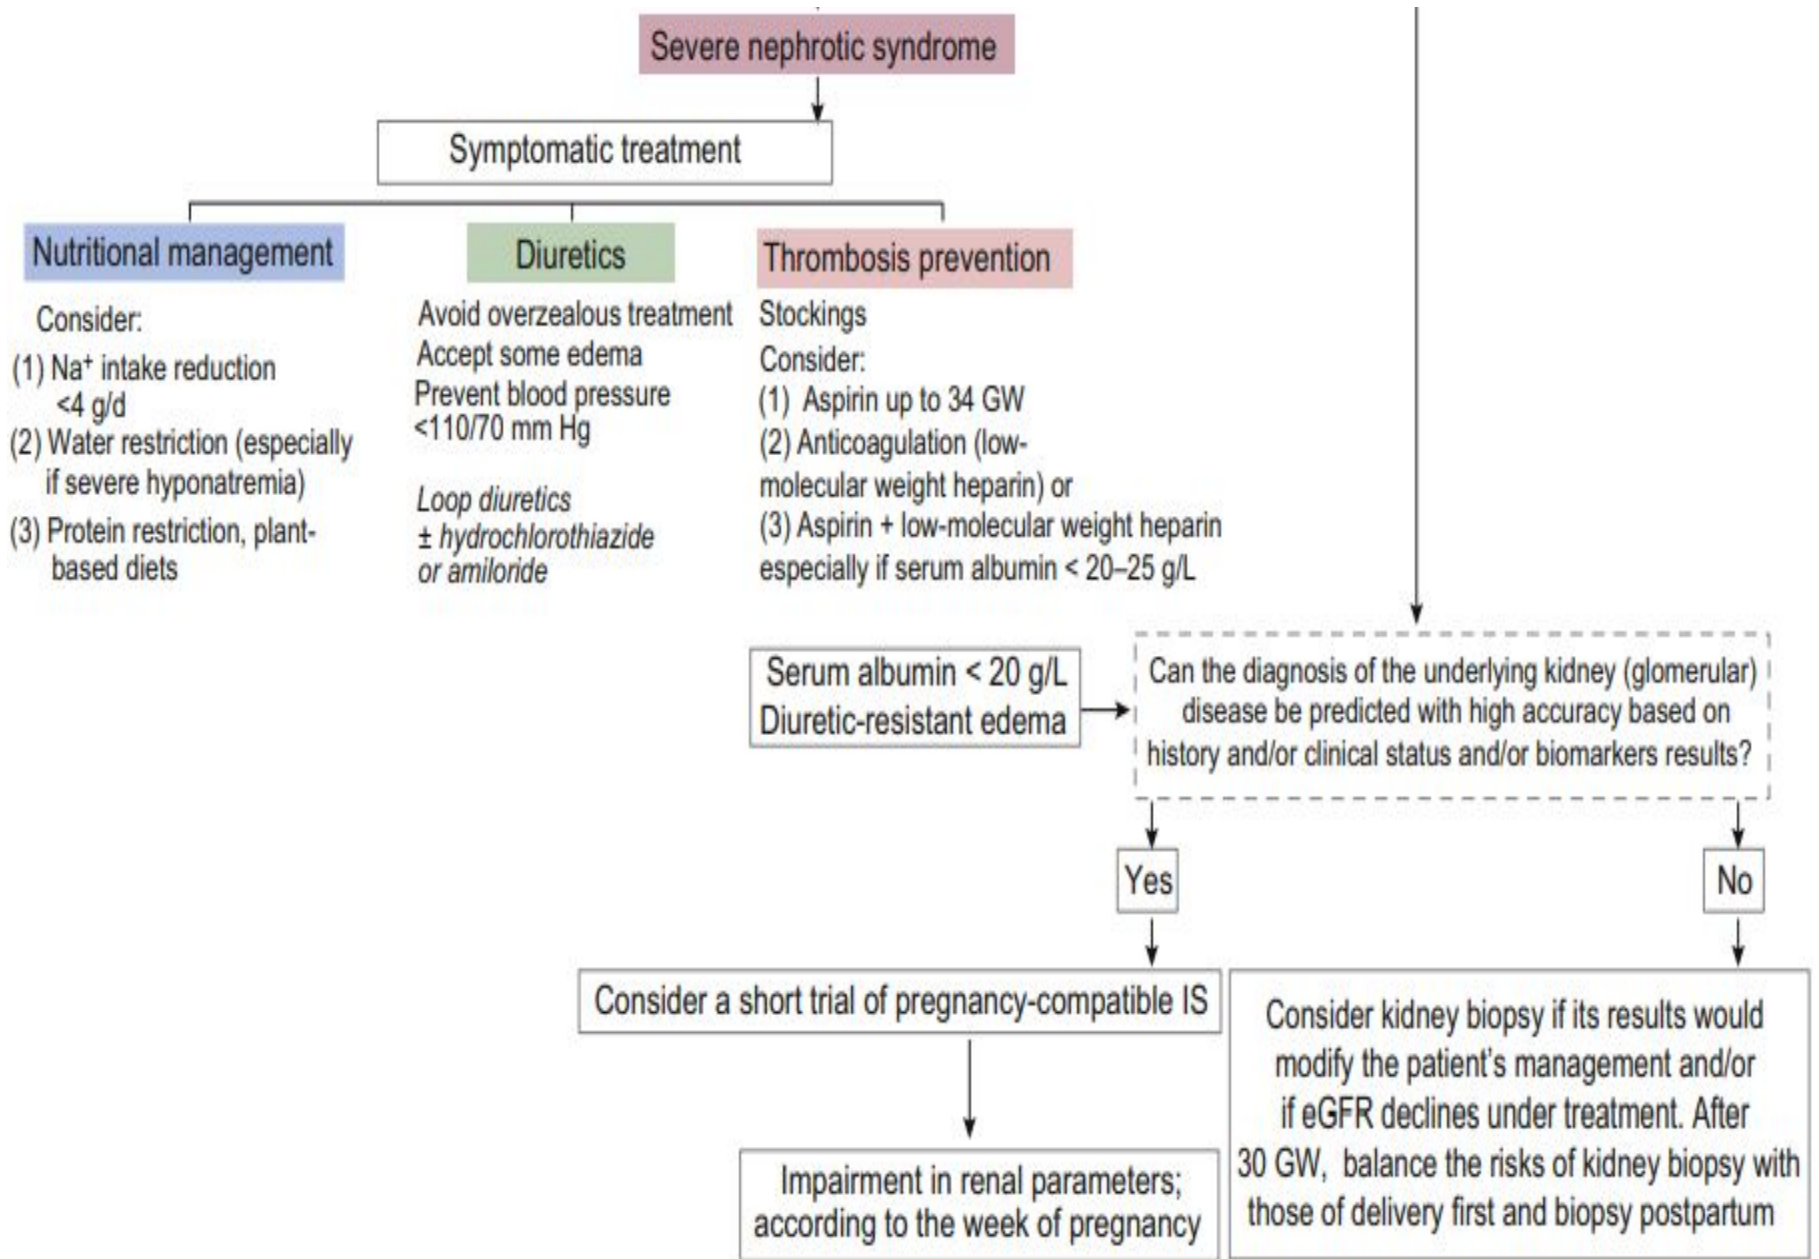 Severe nephrotic syndrome
Symptomatic treatment
Nutritional management
Consider:
(1) Na⁺ intake reduction
<4 g/d
(2) Water restriction (especially
if severe hyponatremia)
(3) Protein restriction, plant-
based diets
Diuretics
Avoid overzealous treatment
Accept some edema
Prevent blood pressure
<110/70 mm Hg
Loop diuretics
± hydrochlorothiazide
or amiloride
Thrombosis prevention
Stockings
Consider:
(1) Aspirin up to 34 GW
(2) Anticoagulation (low-
molecular weight heparin) or
(3) Aspirin + low-molecular weight heparin
especially if serum albumin < 20–25 g/L
Serum albumin < 20 g/L
Diuretic-resistant edema
Can the diagnosis of the underlying kidney (glomerular)
disease be predicted with high accuracy based on
history and/or clinical status and/or biomarkers results?
Yes
No
Consider a short trial of pregnancy-compatible IS
Impairment in renal parameters;
according to the week of pregnancy
Consider kidney biopsy if its results would
modify the patient's management and/or
if eGFR declines under treatment. After
30 GW, balance the risks of kidney biopsy with
those of delivery first and biopsy postpartum